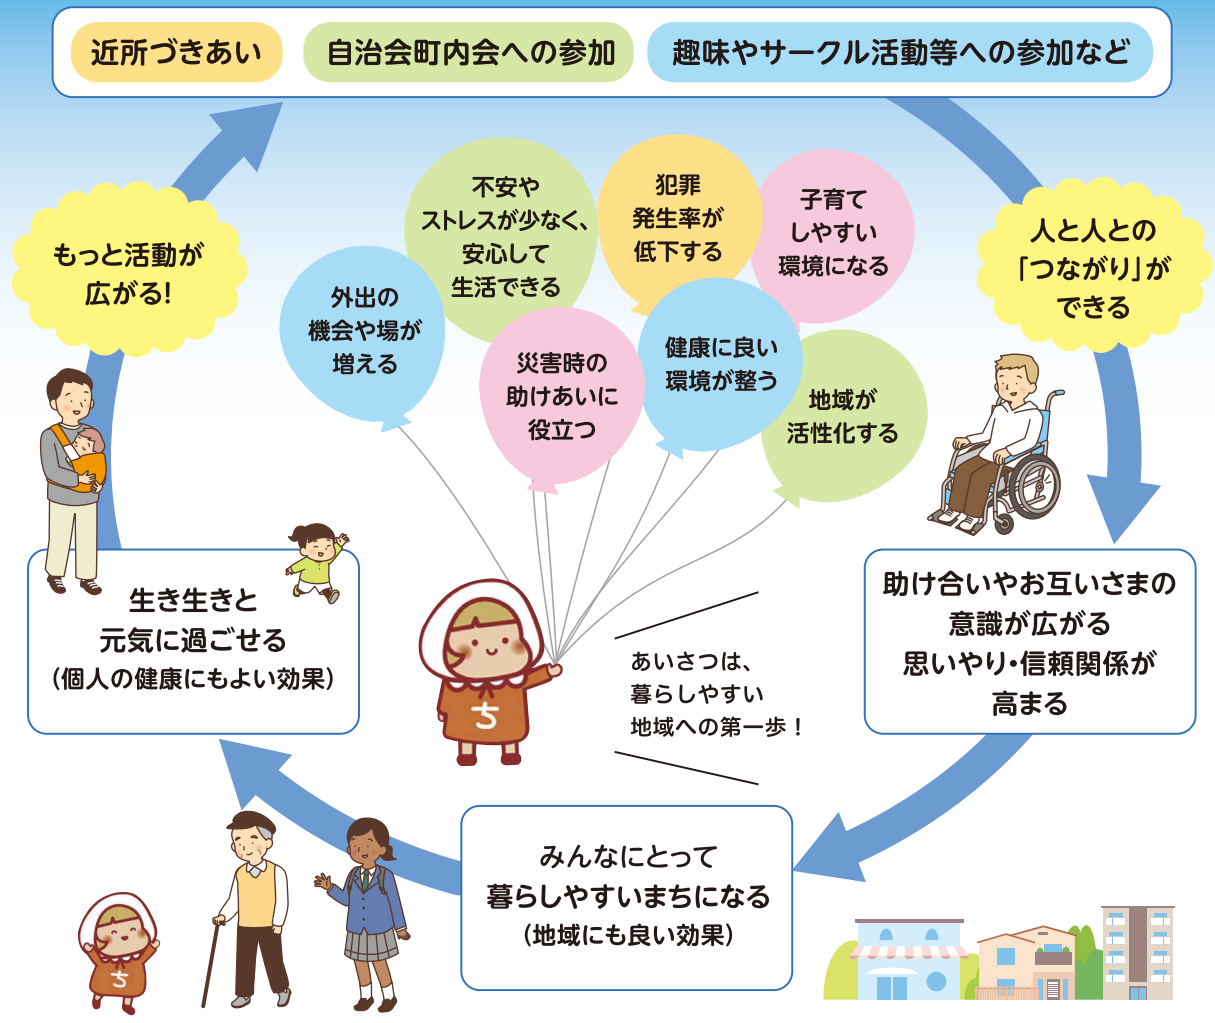 近所づきあい
自治会町内会への参加
趣味やサークル活動等への参加など
もっと活動が
広がる!
不安や
ストレスが少なく、
安心して
生活できる
犯罪
発生率が
低下する
子育て
しやすい
環境になる
人と人との
「つながり」が
できる
外出の
機会や場が
増える
災害時の
助けあいに
役立つ
健康に良い
環境が整う
地域が
活性化する
生き生きと
元気に過ごせる
(個人の健康にもよい効果)
ち
あいさつは、
暮らしやすい
地域への第一歩!
助け合いやお互いさまの
意識が広がる
思いやり・信頼関係が
高まる
みんなにとって
暮らしやすいまちになる
(地域にも良い効果)
ち